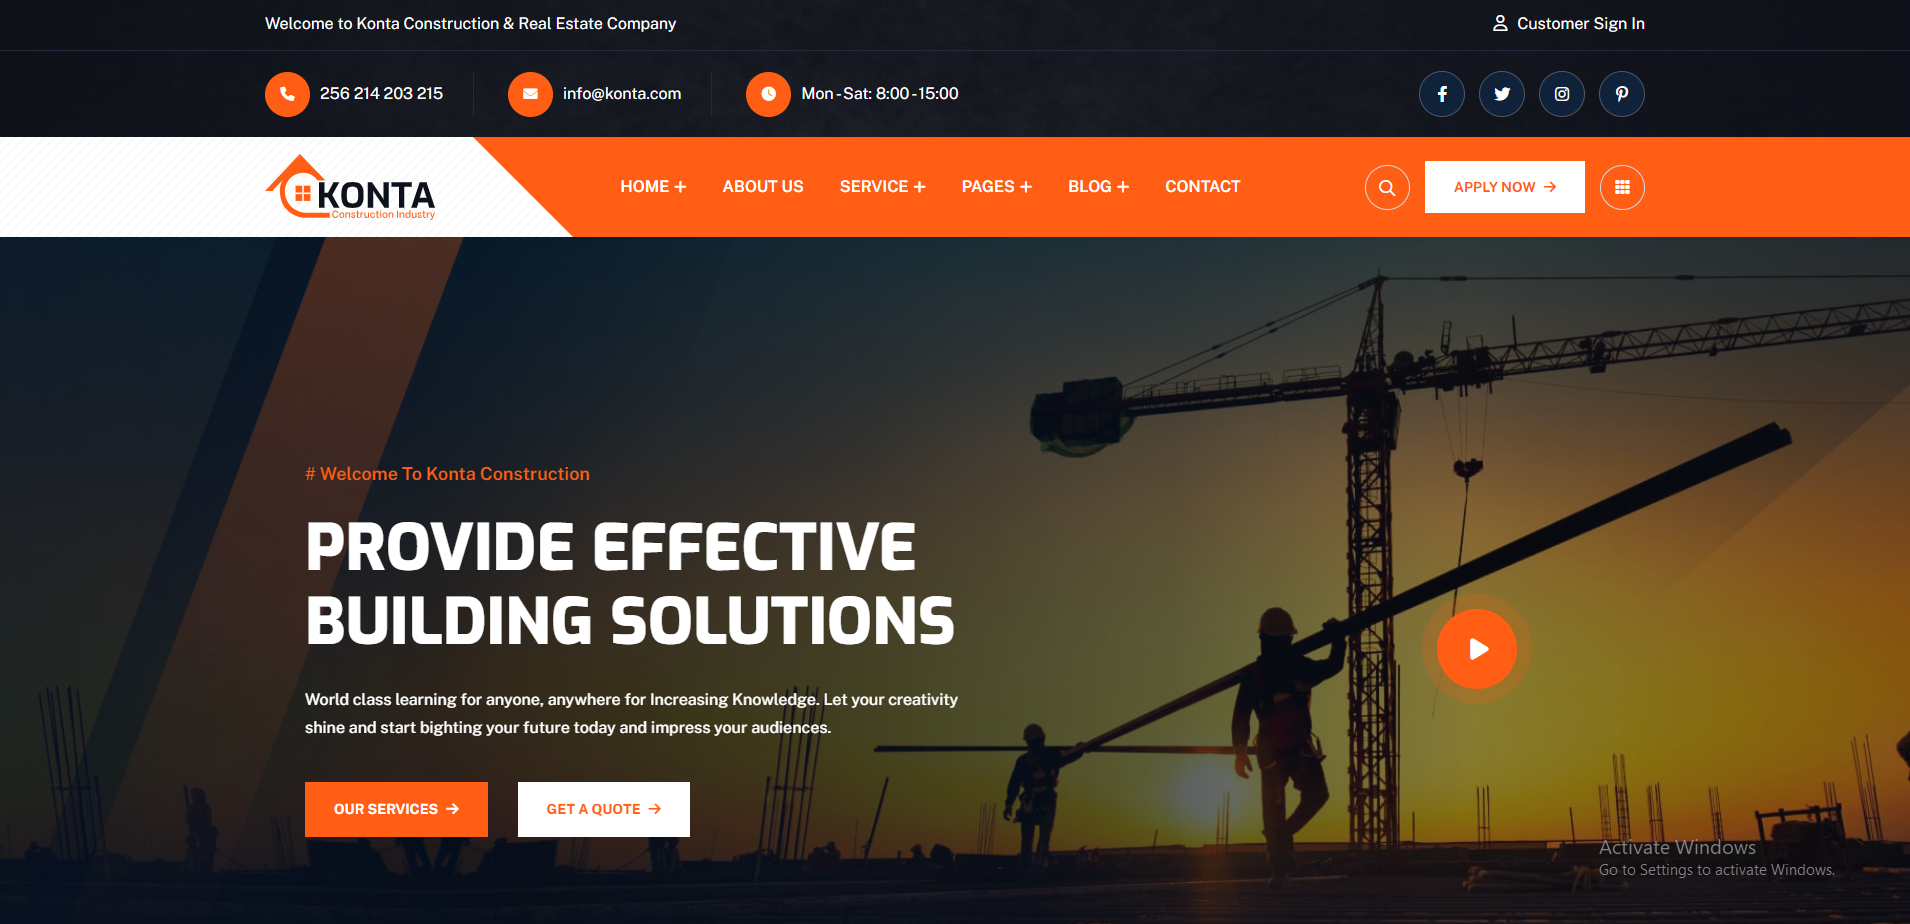 Welcome to Konta Construction & Real Estate Company
Customer Sign In
256 214 203 215
info@konta.com
Mon - Sat: 8:00 - 15:00
KONTA
Construction Industry
HOME +
ABOUT US
SERVICE +
PAGES +
BLOG +
CONTACT
APPLY NOW →
# Welcome To Konta Construction
PROVIDE EFFECTIVE
BUILDING SOLUTIONS
World class learning for anyone, anywhere for Increasing Knowledge. Let your creativity
shine and start bighting your future today and impress your audiences.
OUR SERVICES →
GET A QUOTE →
Activate Windows
Go to Settings to activate Windows.